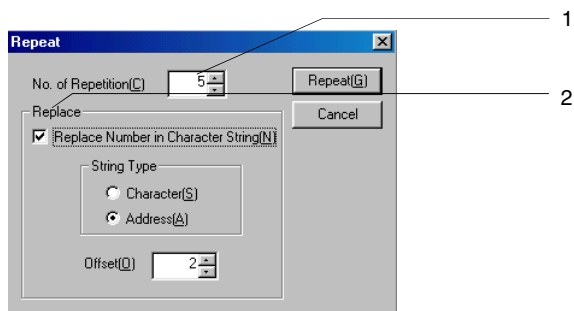 1
Repeat
No. of Repetition(C) 5 Repeat(G)
2
Replace Cancel
Replace Number in Character String(N)
String Type
Character(S)
Address(A)
Offset(O) 2